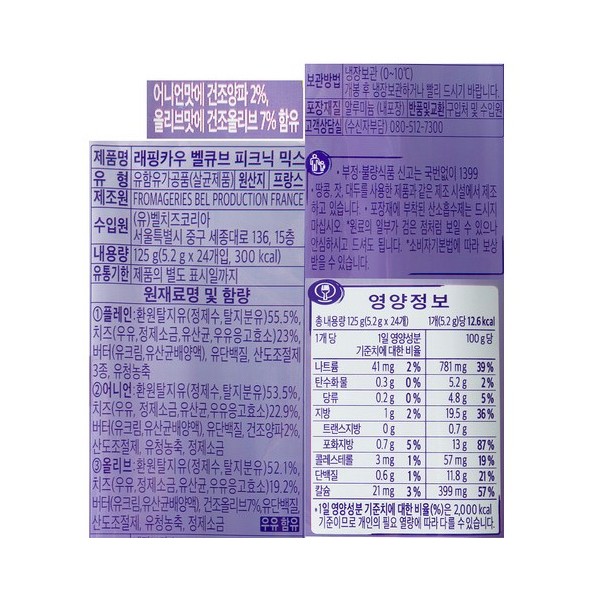 어니언맛에 건조양파 2%,
올리브맛에 건조올리브 7% 함유
제품명 래핑카우 벨큐브 피크닉 믹스
유 형 유함유가공품(살균제품) 원산지 프랑스
제조원 FROMAGERIES BEL PRODUCTION FRANCE
수입원 (유)벨치즈코리아
서울특별시 중구 세종대로 136, 15층
내용량 125 g(5.2 g x 24개입, 300 kcal)
유통기한 제품의 별도 표시일까지
원재료명 및 함량
①플레인:환원탈지유(정제수,탈지분유)55.5%,
치즈(우유,정제소금,유산균,우유응고효소)23%,
버터(유크림,유산균배양액), 유단백질, 산도조절제
3종, 유청농축
②어니언:환원탈지유(정제수,탈지분유)53.5%,
치즈(우유, 정제소금, 유산균,우유응고효소)22.9%,
버터(유크림,유산균배양액), 유단백질, 건조양파2%,
산도조절제, 유청농축, 정제소금
③올리브:환원탈지유(정제수,탈지분유)52.1%,
치즈(우유,정제소금,유산균,우유응고효소)19.2%,
버터(유크림,유산균배양액), 건조올리브7%,유단백질,
산도조절제, 유청농축, 정제소금
우유 함유
보관방법 냉장보관 (0~10℃)
개봉 후 냉장보관하거나 빨리 드시기 바랍니다.
포장재질 알루미늄 (내포장) 반품및교환 구입처 및 수입원
고객상담실 (수신자부담) 080-512-7300
• 부정·불량식품 신고는 국번없이 1399
• 땅콩, 잣, 대두를 사용한 제품과 같은 제조 시설에서 제조
하고 있습니다. • 포장재에 부착된 산소흡수제는 드시지
마십시오. *원료의 일부가 검은 점처럼 보일 수 있으나
안심하시고 드셔도 됩니다. *소비자기본법에 따라 보상
받을 수 있습니다.
영양정보
총 내용량 125 g(5.2 g x 24개) 1개(5.2 g)당 12.6 kcal
1개 당 1일 영양성분 기준치에 대한 비율 100 g당
나트륨 41 mg 2% 781 mg 39%
탄수화물 0.3 g 0% 5.2 g 2%
당류 0.2 g 0% 4.8 g 5%
지방 1 g 2% 19.5 g 36%
트랜스지방 0 g 0.7 g
포화지방 0.7 g 5% 13 g 87%
콜레스테롤 3 mg 1% 57 mg 19%
단백질 0.6 g 1% 11.8 g 21%
칼슘 21 mg 3% 399 mg 57%
*1일 영양성분 기준치에 대한 비율(%)은 2,000 kcal
기준이므로 개인의 필요 열량에 따라 다를 수 있습니다.